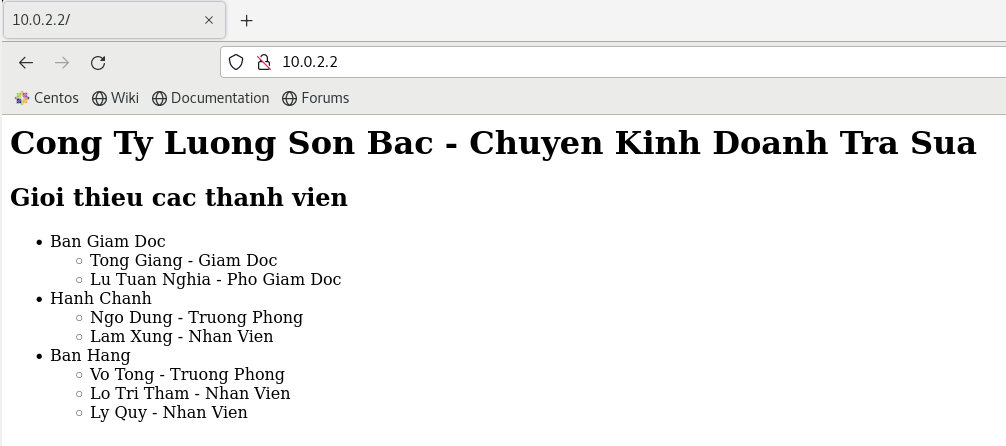 10.0.2.2/
10.0.2.2
Centos Wiki Documentation Forums
Cong Ty Luong Son Bac - Chuyen Kinh Doanh Tra Sua
Gioi thieu cac thanh vien
Ban Giam Doc
Tong Giang - Giam Doc
Lu Tuan Nghia - Pho Giam Doc
Hanh Chanh
Ngo Dung - Truong Phong
Lam Xung - Nhan Vien
Ban Hang
Vo Tong - Truong Phong
Lo Tri Tham - Nhan Vien
Ly Quy - Nhan Vien